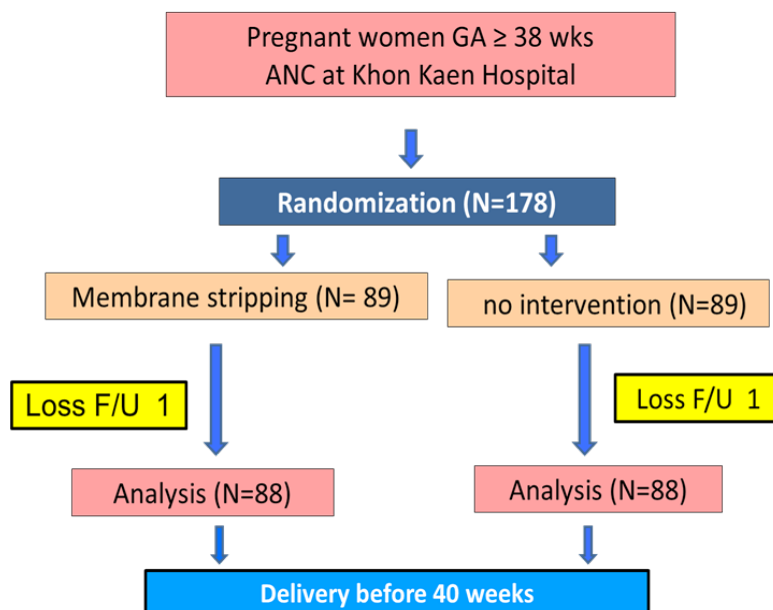 Pregnant women GA ≥ 38 wks
ANC at Khon Kaen Hospital
Randomization (N=178)
Membrane stripping (N= 89)
no intervention (N=89)
Loss F/U 1
Loss F/U 1
Analysis (N=88)
Analysis (N=88)
Delivery before 40 weeks